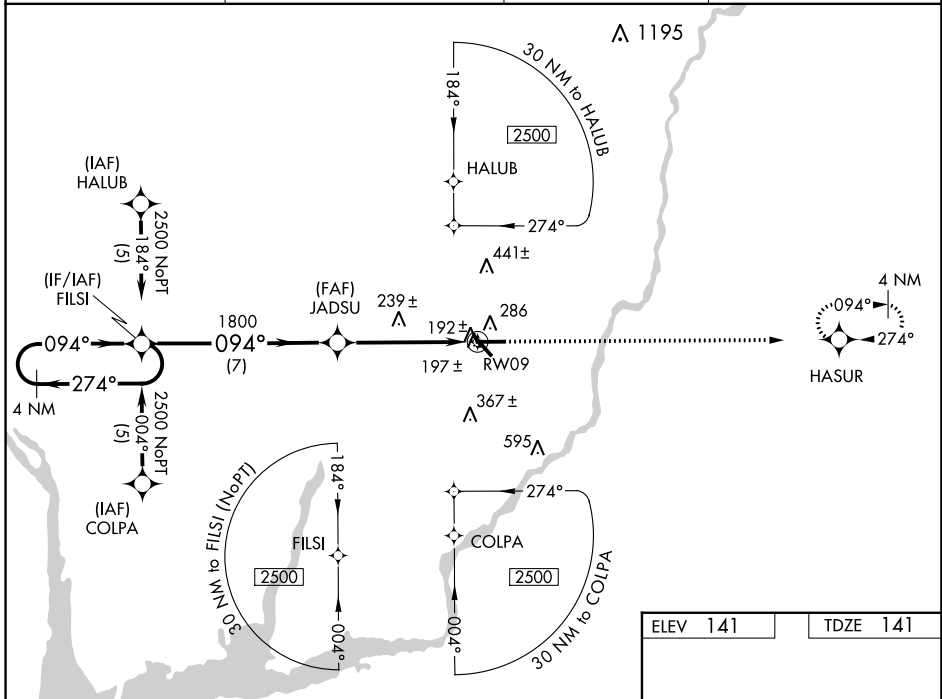 1195
30 NM to HALUB
184°
2500
HALUB
274°
(IAF)
HALUB
2500 NoPT
184°
(5)
(IF/IAF)
FILSI
441±
(FAF)
JADSU
239±
286
192±
197±
RW09
1800
094°
(7)
094°
274°
4 NM
4 NM
094°
274°
HASUR
367±
595
2500 NoPT
004°
(5)
(IAF)
COLPA
30 NM to FILSI (NoPT)
184°
FILSI
2500
004°
274°
COLPA
2500
004°
30 NM to COLPA
ELEV 141
TDZE 141